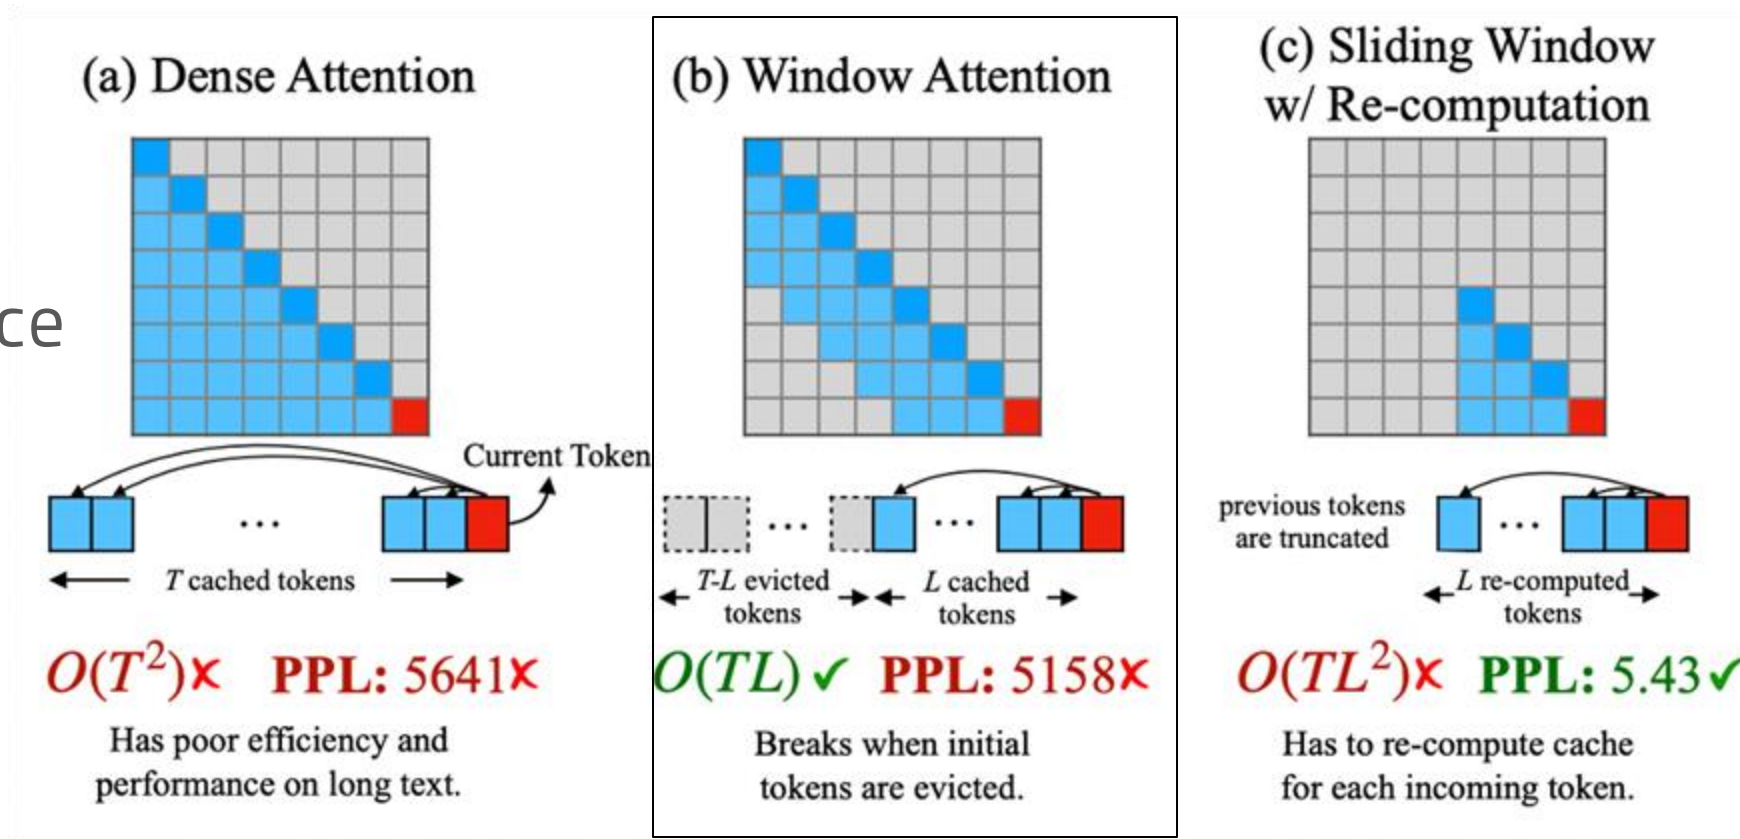 (a) Dense Attention
ce
Current Token
...
T cached tokens
O(T²)✗ PPL: 5641✗
Has poor efficiency and
performance on long text.
(b) Window Attention
...
...
T-L evicted
tokens
L cached
tokens
O(TL) ✓ PPL: 5158✗
Breaks when initial
tokens are evicted.
(c) Sliding Window
w/ Re-computation
previous tokens
are truncated
...
L re-computed
tokens
O(TL²)✗ PPL: 5.43 ✓
Has to re-compute cache
for each incoming token.